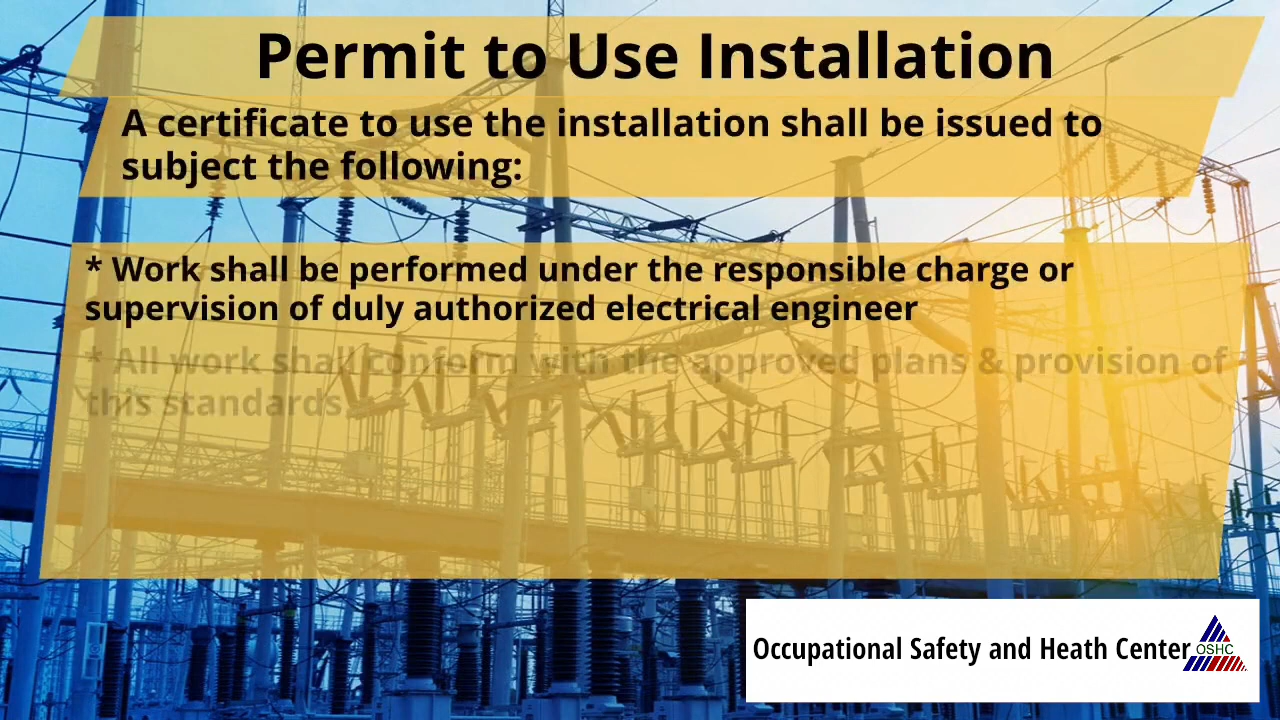 Permit to Use Installation
A certificate to use the installation shall be issued to
subject the following:
* Work shall be performed under the responsible charge or
supervision of duly authorized electrical engineer
* All work shall conform with the approved plans & provision of
this standards
Occupational Safety and Heath Center
OSHC